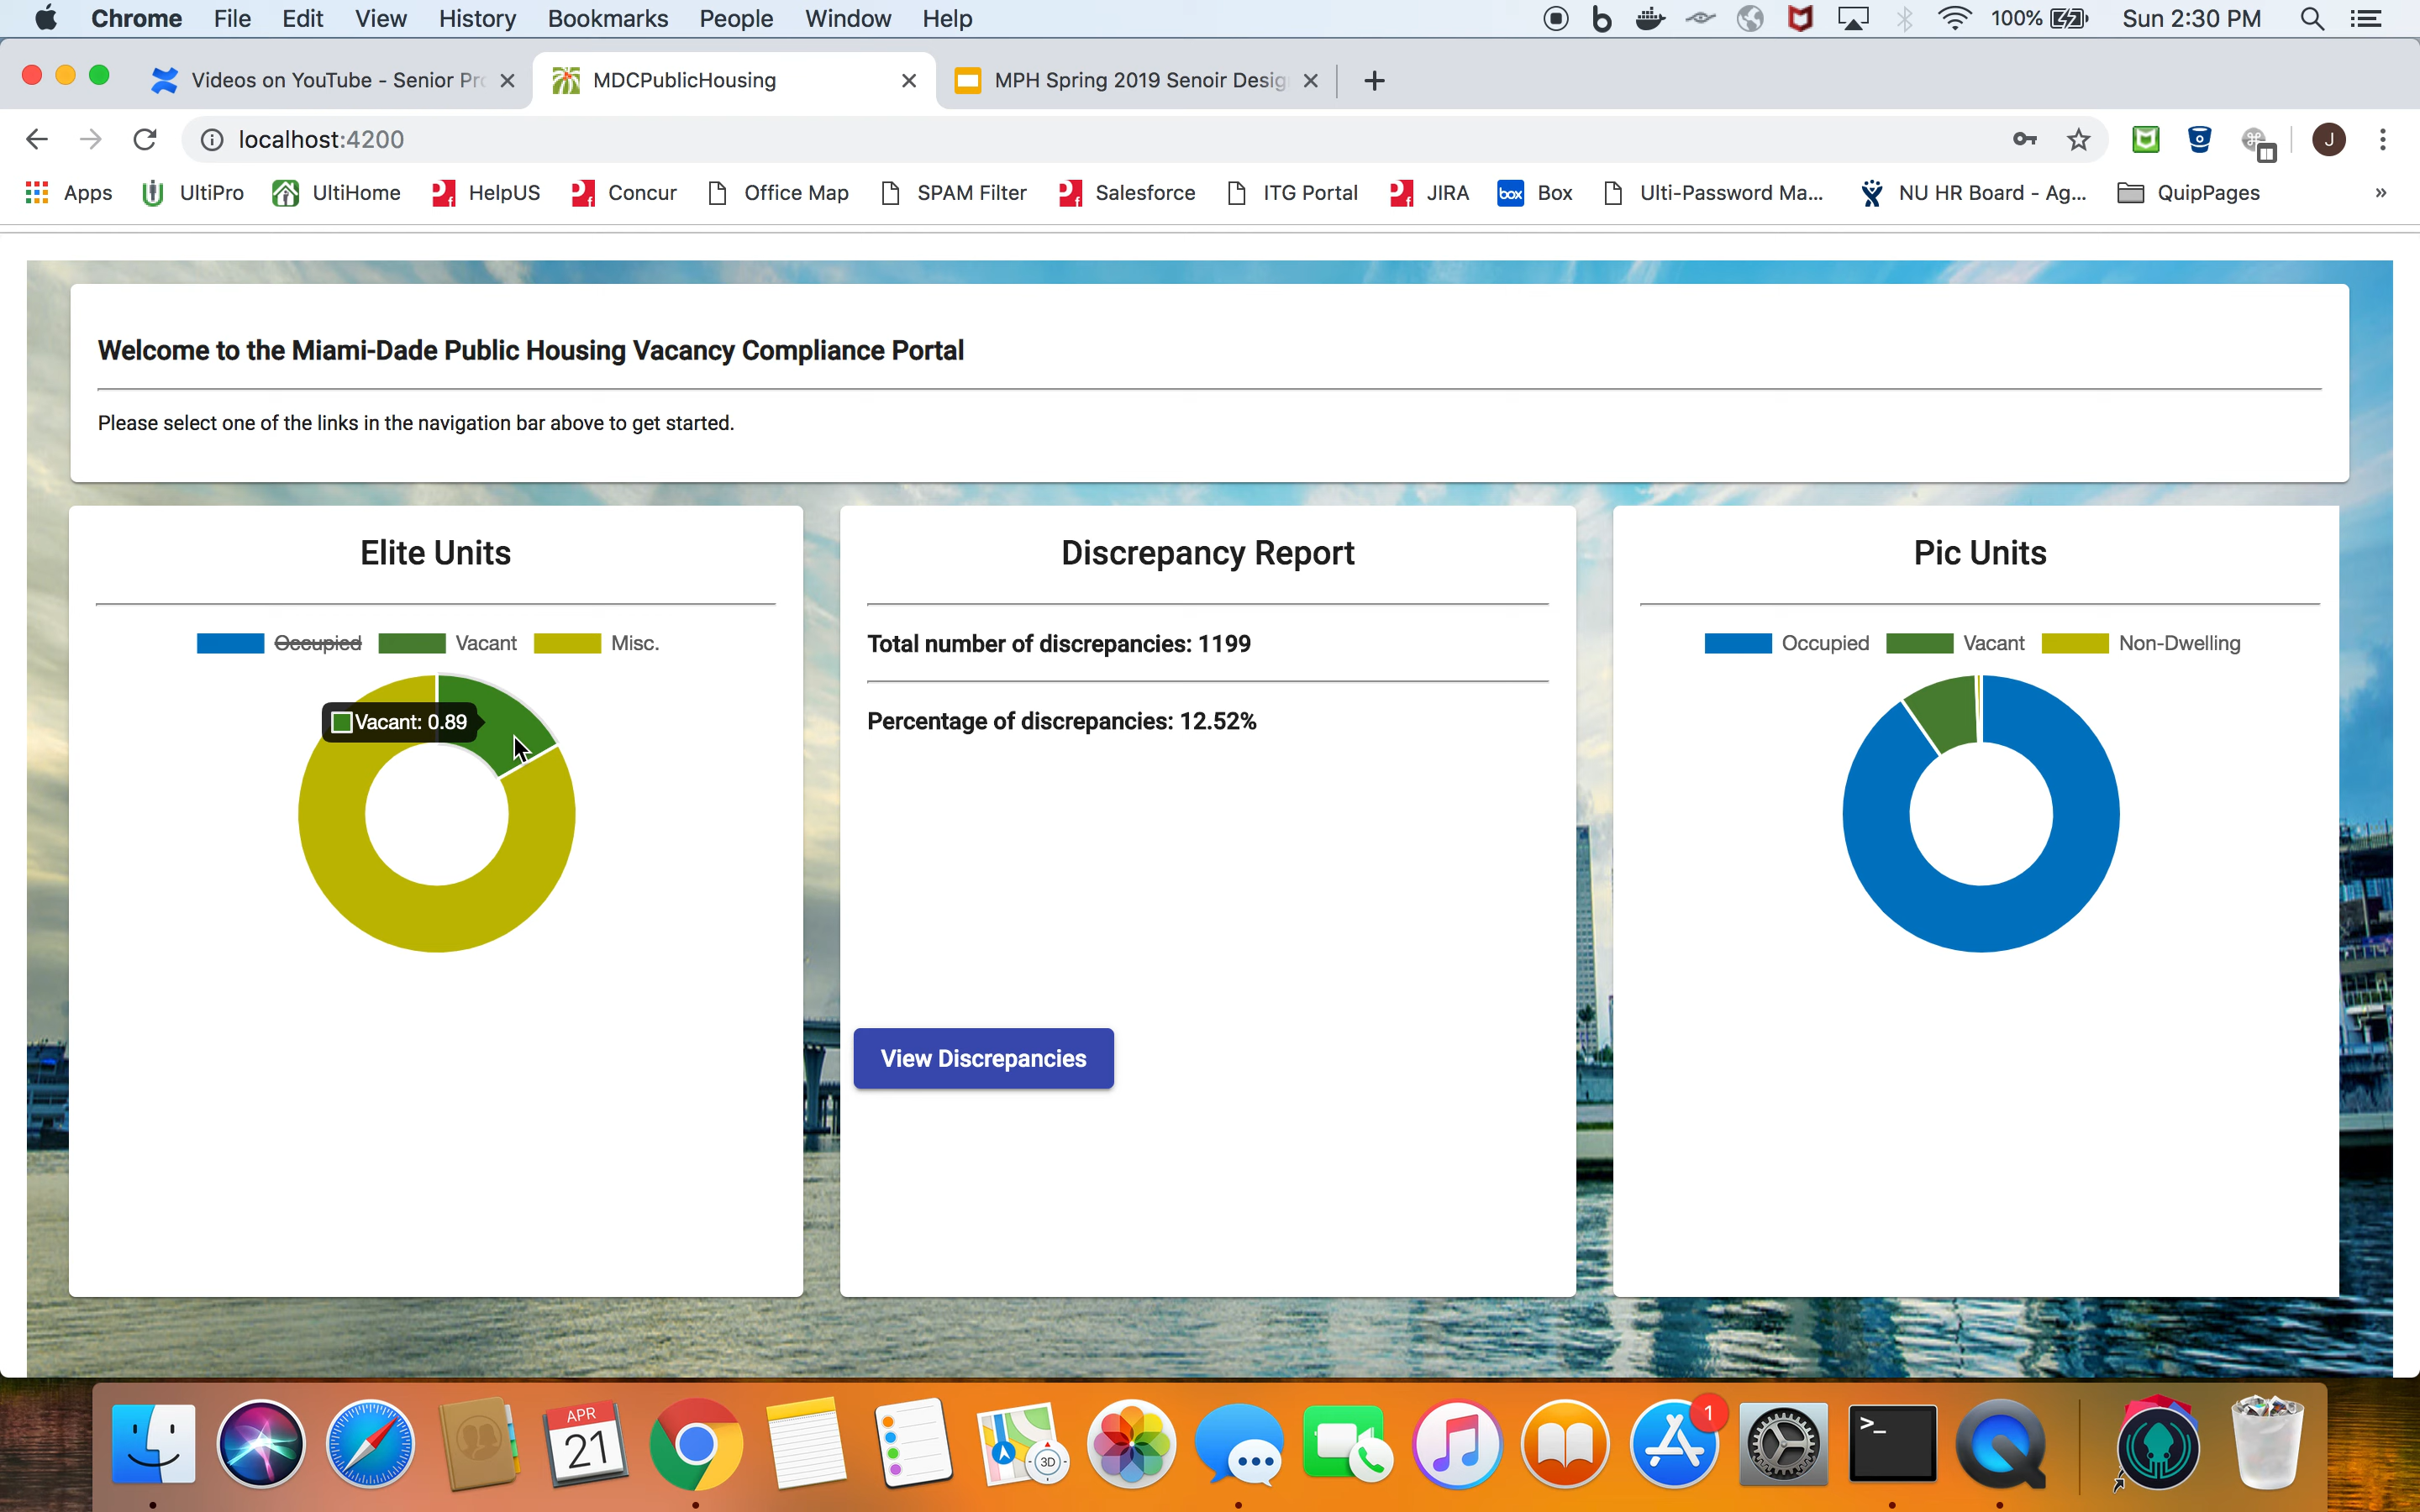 Chrome File Edit View History Bookmarks People Window Help 100% Sun 2:30 PM
Videos on YouTube - Senior Pr MDCPublicHousing MPH Spring 2019 Senoir Desig
localhost:4200 J
Apps UltiPro UltiHome HelpUS Concur Office Map SPAM Filter Salesforce ITG Portal JIRA box Box Ulti-Password Ma... NU HR Board - Ag... QuipPages »
Welcome to the Miami-Dade Public Housing Vacancy Compliance Portal
Please select one of the links in the navigation bar above to get started.
Elite Units
Occupied Vacant Misc.
Vacant: 0.89
Discrepancy Report
Total number of discrepancies: 1199
Percentage of discrepancies: 12.52%
View Discrepancies
Pic Units
Occupied Vacant Non-Dwelling
APR
21
3D
1
>_